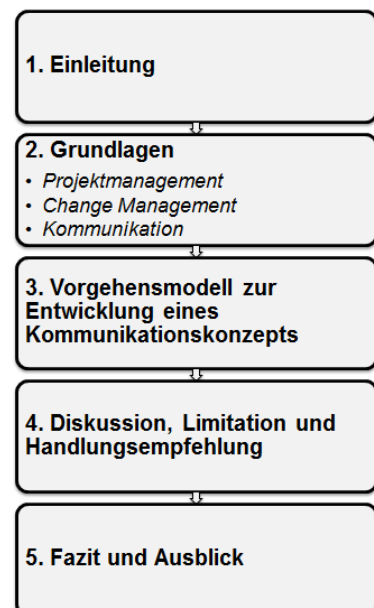 1. Einleitung
2. Grundlagen
• Projektmanagement
• Change Management
• Kommunikation
3. Vorgehensmodell zur
Entwicklung eines
Kommunikationskonzepts
4. Diskussion, Limitation und
Handlungsempfehlung
5. Fazit und Ausblick